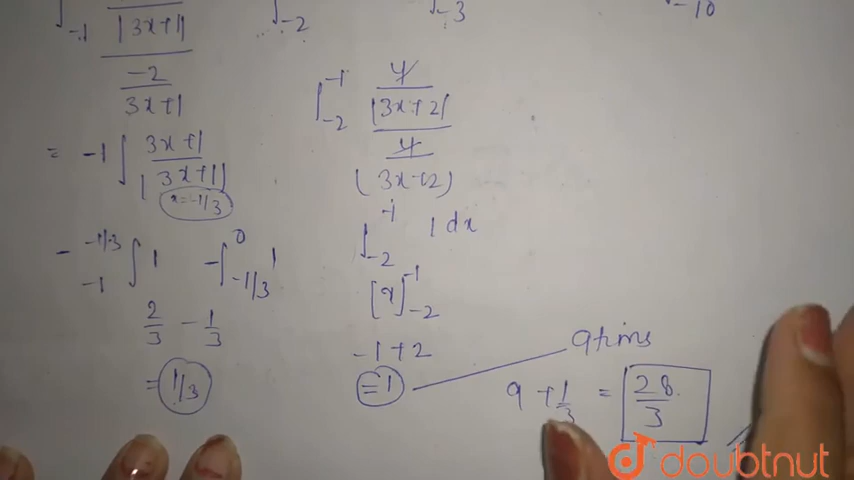 ∫₋₁ |3x+1| ∫₋₂ ∫₋₃ ∫₋₁₀
-2
3x+1
= -1 ∫ 3x+1
|3x+1|
x=-1/3
- ₋₁∫^-1/3 1 -∫₋₁/₃^0 1
2/3 - 1/3
= 1/3
∫₋₂^-1 4
|3x+2|
4
(3x+2)
∫₋₂^-1 1 dx
[x]₋₂^-1
-1+2
=1
9 tims
9 + 1/3 = 28/3
doubtnut